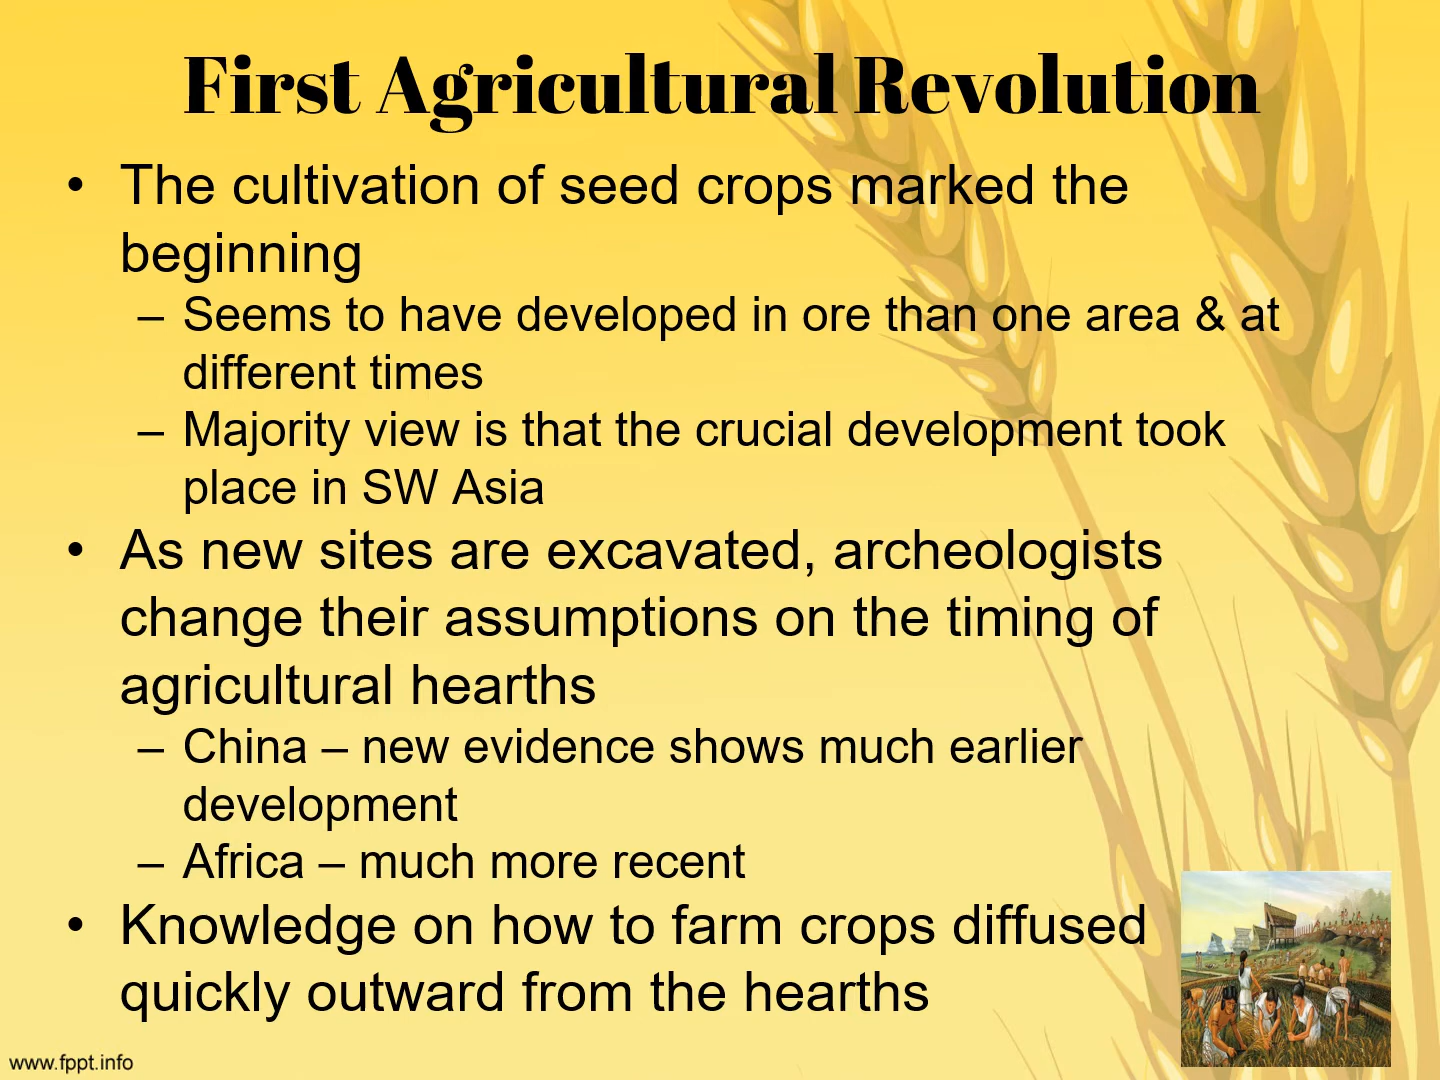 First Agricultural Revolution
• The cultivation of seed crops marked the
beginning
– Seems to have developed in ore than one area & at
different times
– Majority view is that the crucial development took
place in SW Asia
• As new sites are excavated, archeologists
change their assumptions on the timing of
agricultural hearths
– China – new evidence shows much earlier
development
– Africa – much more recent
• Knowledge on how to farm crops diffused
quickly outward from the hearths
www.fppt.info